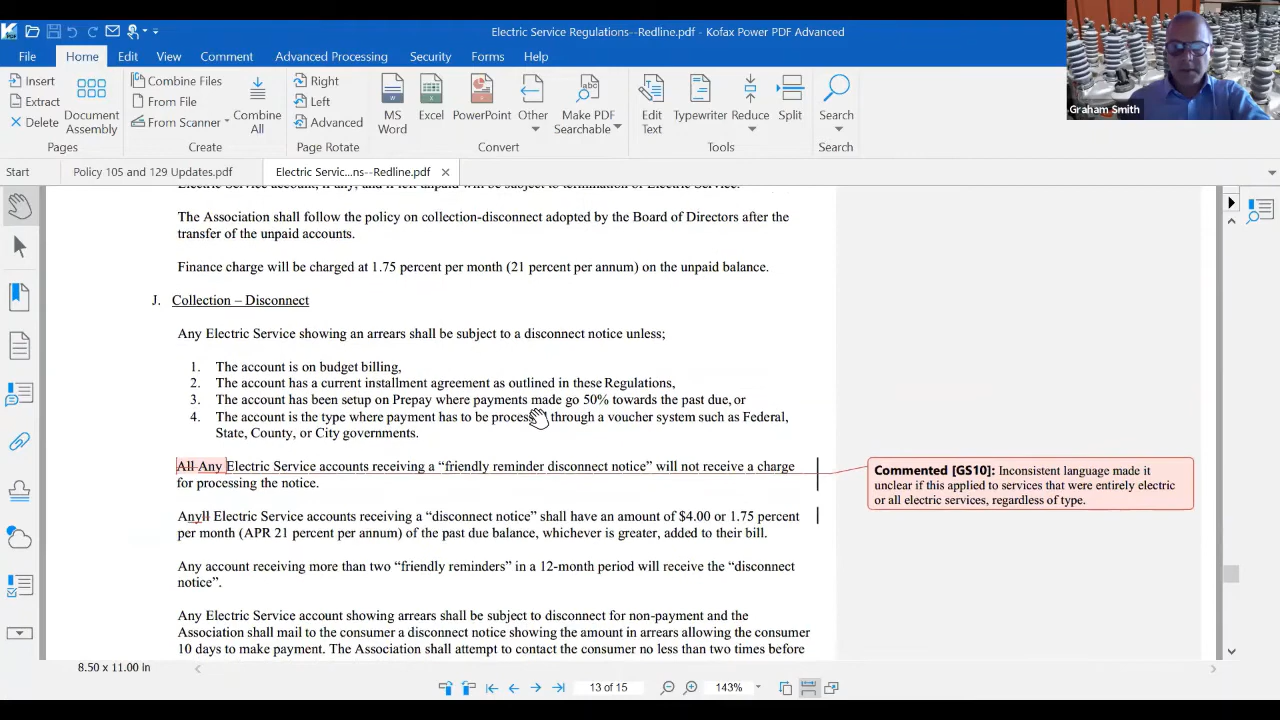 Electric Service Regulations--Redline.pdf - Kofax Power PDF Advanced
File Home Edit View Comment Advanced Processing Security Forms Help
Insert
Extract
Delete
Document
Assembly
Pages
Combine Files
From File
From Scanner
Combine
All
Create
Right
Left
Advanced
Page Rotate
MS
Word
Excel
PowerPoint
Other
Make PDF
Searchable
Convert
Edit
Text
Typewriter
Reduce
Split
Tools
Search
Search
Graham Smith
Start
Policy 105 and 129 Updates.pdf
Electric Servic...ns--Redline.pdf
Electric Service account, if any, and if left unpaid will be subject to termination of Electric Service.
The Association shall follow the policy on collection-disconnect adopted by the Board of Directors after the
transfer of the unpaid accounts.
Finance charge will be charged at 1.75 percent per month (21 percent per annum) on the unpaid balance.
J. Collection – Disconnect
Any Electric Service showing an arrears shall be subject to a disconnect notice unless;
1. The account is on budget billing,
2. The account has a current installment agreement as outlined in these Regulations,
3. The account has been setup on Prepay where payments made go 50% towards the past due, or
4. The account is the type where payment has to be through a voucher system such as Federal,
State, County, or City governments.
All Any Electric Service accounts receiving a “friendly reminder disconnect notice” will not receive a charge
for processing the notice.
Anyll Electric Service accounts receiving a “disconnect notice” shall have an amount of $4.00 or 1.75 percent
per month (APR 21 percent per annum) of the past due balance, whichever is greater, added to their bill.
Any account receiving more than two “friendly reminders” in a 12-month period will receive the “disconnect
notice”.
Any Electric Service account showing arrears shall be subject to disconnect for non-payment and the
Association shall mail to the consumer a disconnect notice showing the amount in arrears allowing the consumer
10 days to make payment. The Association shall attempt to contact the consumer no less than two times before
Commented [GS10]: Inconsistent language made it
unclear if this applied to services that were entirely electric
or all electric services, regardless of type.
8.50 x 11.00 in
13 of 15
143%